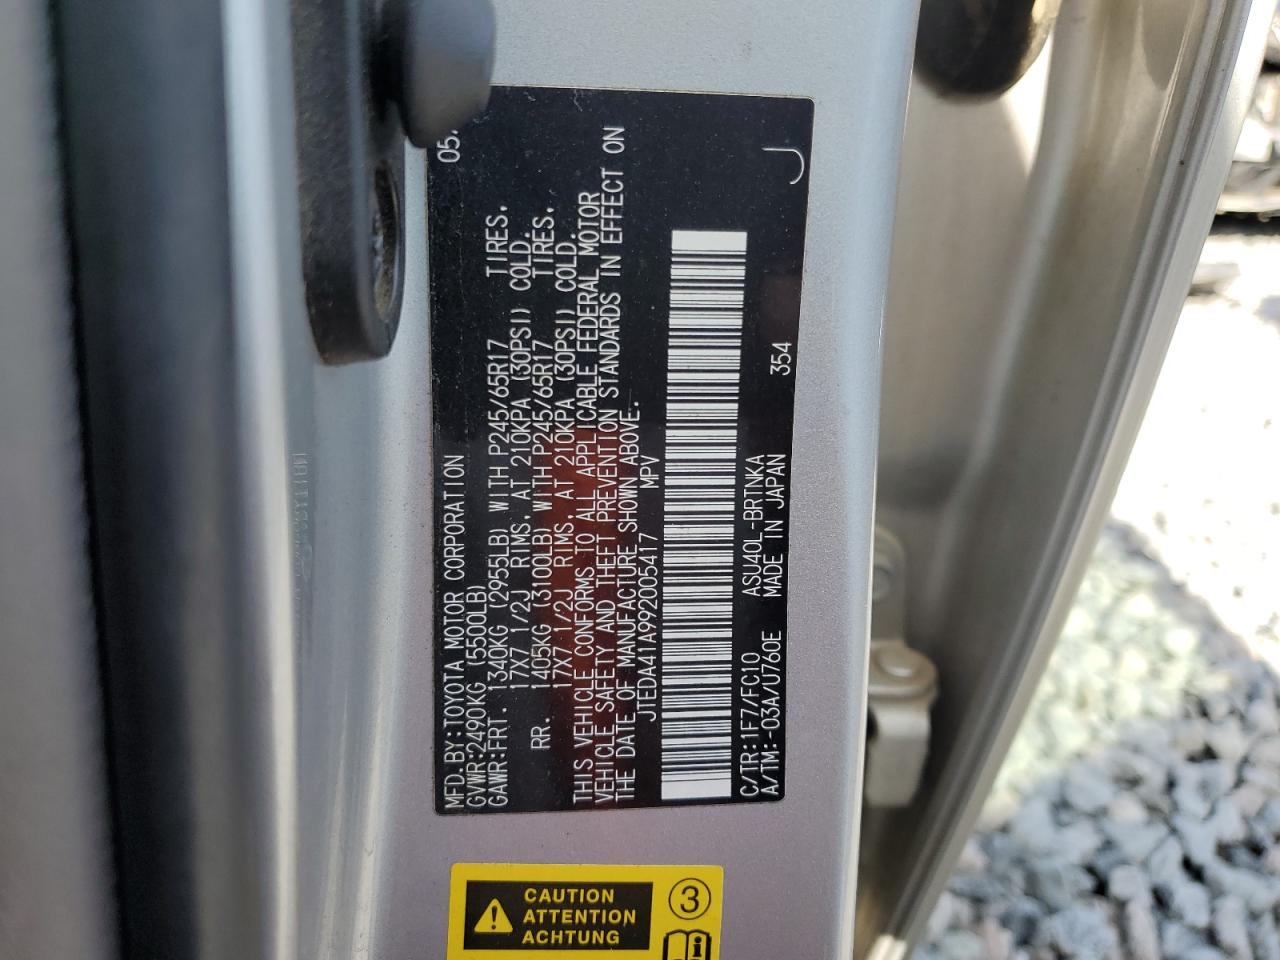 MFD.BY:TOYOTA MOTOR CORPORATION
GVWR:2490KG (5500LB)
GAWR:FRT. 1340KG (2955LB) WITH P245/65R17 TIRES.
17X7 1/2J RIMS, AT 210KPA (30PSI) COLD.
RR. 1405KG (3100LB) WITH P245/65R17 TIRES.
17X7 1/2J RIMS, AT 210KPA (30PSI) COLD.
THIS VEHICLE CONFORMS TO ALL APPLICABLE FEDERAL MOTOR
VEHICLE SAFETY AND THEFT PREVENTION STANDARDS IN EFFECT ON
THE DATE OF MANUFACTURE SHOWN ABOVE.
JTEDA41A992005417 MPV
C/TR:1F7/FC10 ASU40L-BRTNKA
A/TM:-03A/U760E MADE IN JAPAN 354
J
CAUTION
ATTENTION
ACHTUNG
3